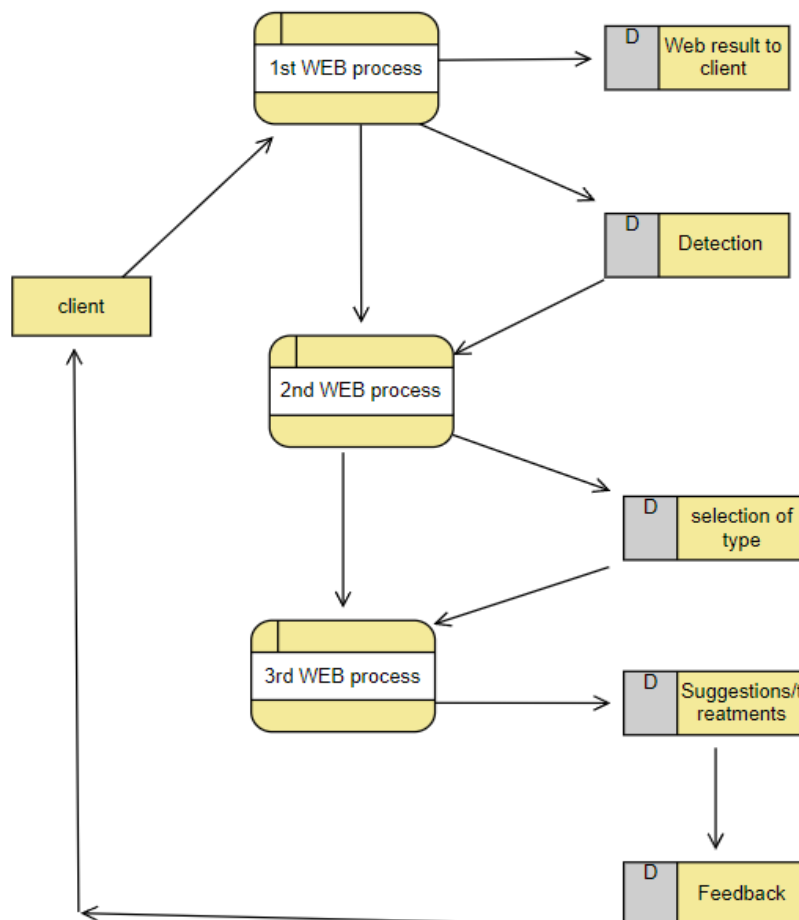 D
Web result to
client
1st WEB process
D
Detection
client
2nd WEB process
D
selection of
type
3rd WEB process
D
Suggestions/t
reatments
D
Feedback